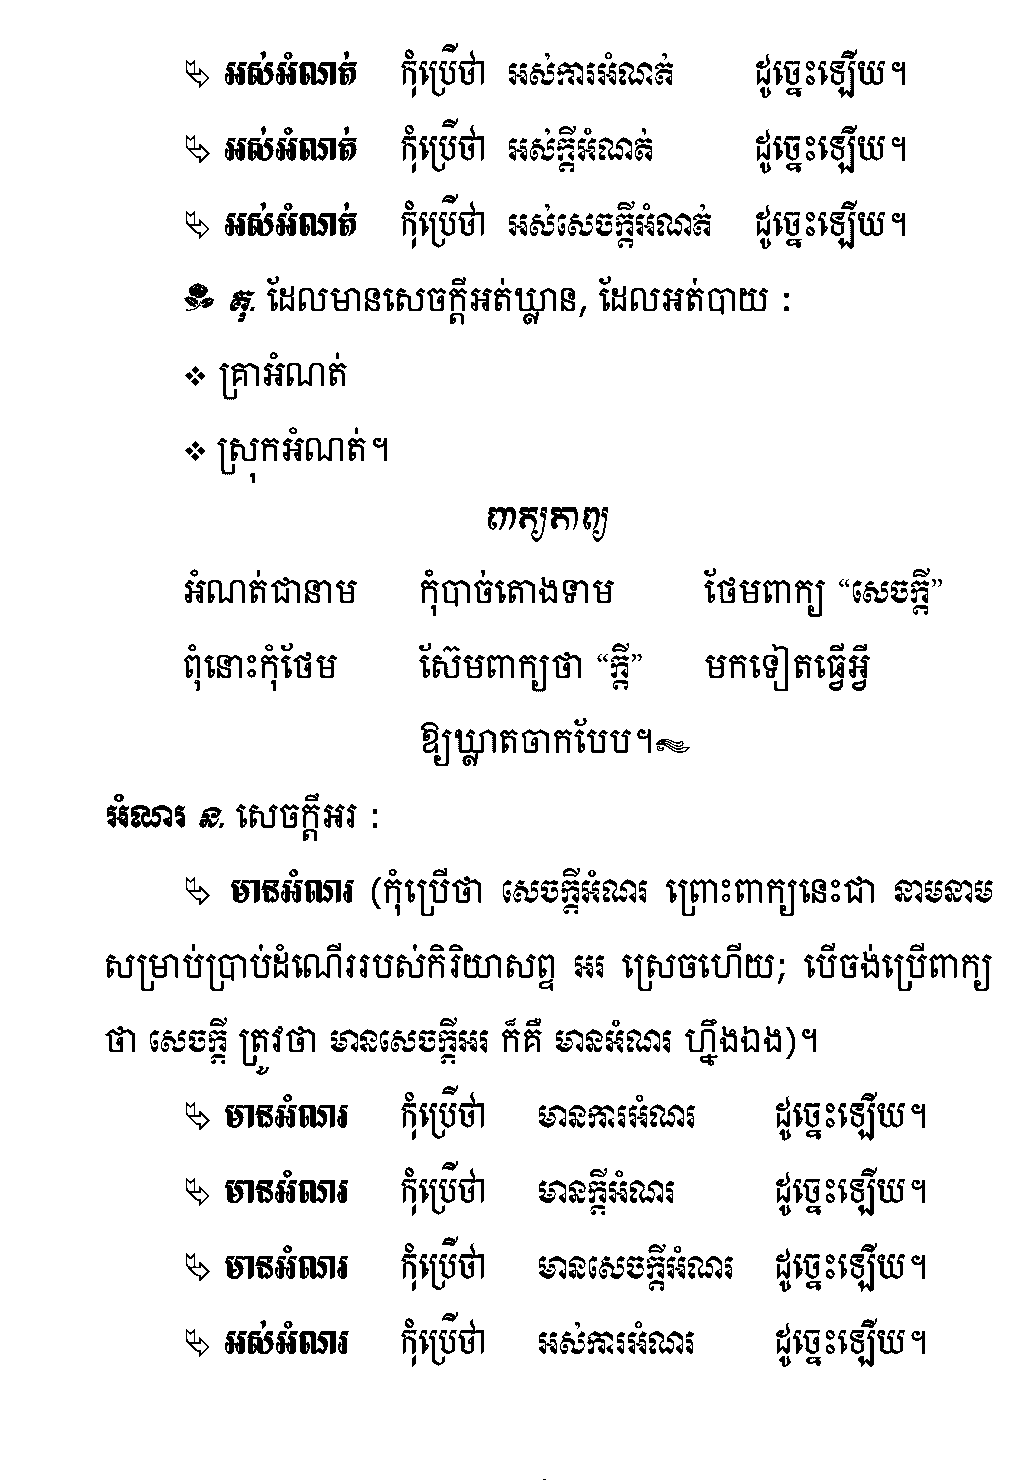 អស់អំណត់ កុំប្រើថា អស់ការអំណត់ ដូច្នេះឡើយ។
អស់អំណត់ កុំប្រើថា អស់ក្ដីអំណត់ ដូច្នេះឡើយ។
អស់អំណត់ កុំប្រើថា អស់សេចក្ដីអំណត់ ដូច្នេះឡើយ។
គុ. ដែលមានសេចក្ដីអត់ឃ្លាន, ដែលអត់បាយ :
❖ គ្រាអំណត់
❖ ស្រុកអំណត់។
ពាក្យកាព្យ
អំណត់ជានាម កុំបាច់តោងទាម ថែមពាក្យ “សេចក្ដី”
ពុំនោះកុំថែម ស៊ែមពាក្យថា “ក្ដី” មកទៀតធ្វើអ្វី
ឱ្យឃ្លាតចាកបែប។
អំណរ ន. សេចក្ដីអរ :
មានអំណរ (កុំប្រើថា សេចក្ដីអំណរ ព្រោះពាក្យនេះជា នាមនាម
សម្រាប់ប្រាប់ដំណើររបស់កិរិយាសព្ទ អរ ស្រេចហើយ; បើចង់ប្រើពាក្យ
ថា សេចក្ដី ត្រូវថា មានសេចក្ដីអរ ក៏គឺ មានអំណរ ហ្នឹងឯង)។
មានអំណរ កុំប្រើថា មានការអំណរ ដូច្នេះឡើយ។
មានអំណរ កុំប្រើថា មានក្ដីអំណរ ដូច្នេះឡើយ។
មានអំណរ កុំប្រើថា មានសេចក្ដីអំណរ ដូច្នេះឡើយ។
អស់អំណរ កុំប្រើថា អស់ការអំណរ ដូច្នេះឡើយ។